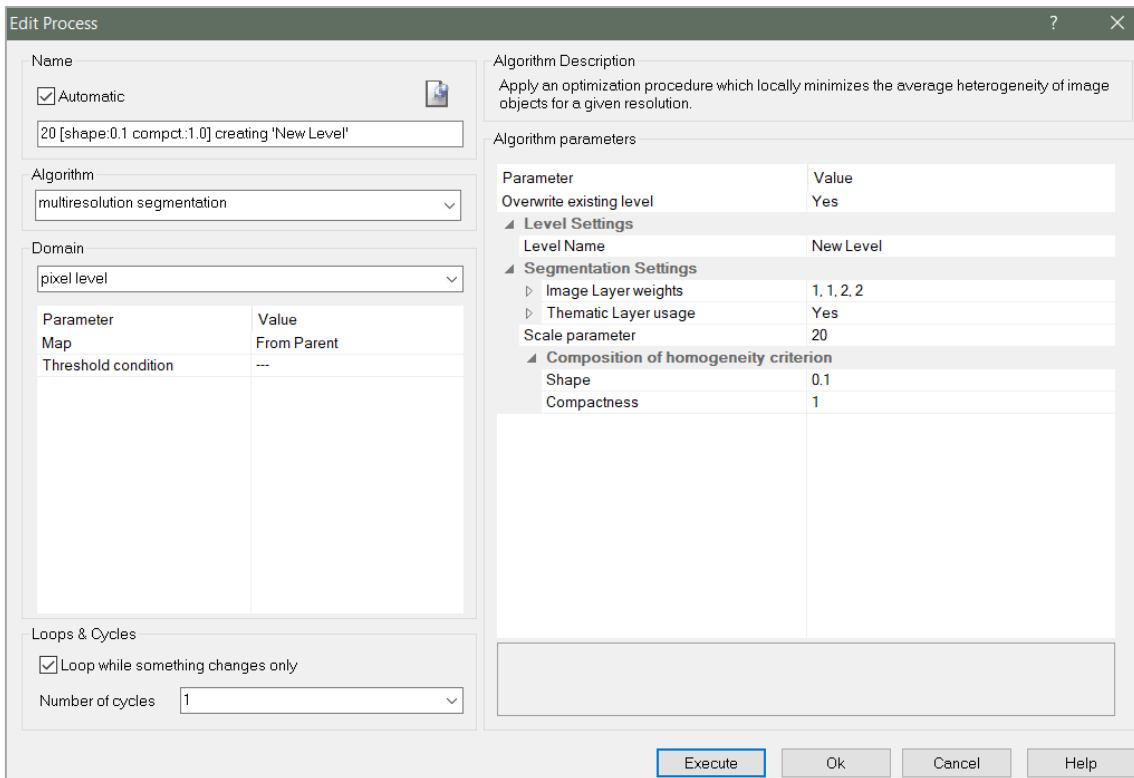 Edit Process
?
Name
Automatic
20 [shape:0.1 compct.:1.0] creating 'New Level'
Algorithm
multiresolution segmentation
Domain
pixel level
Parameter Value
Map From Parent
Threshold condition ---
Loops & Cycles
Loop while something changes only
Number of cycles 1
Algorithm Description
Apply an optimization procedure which locally minimizes the average heterogeneity of image
objects for a given resolution.
Algorithm parameters
Parameter Value
Overwrite existing level Yes
Level Settings
Level Name New Level
Segmentation Settings
Image Layer weights 1, 1, 2, 2
Thematic Layer usage Yes
Scale parameter 20
Composition of homogeneity criterion
Shape 0.1
Compactness 1
Execute Ok Cancel Help